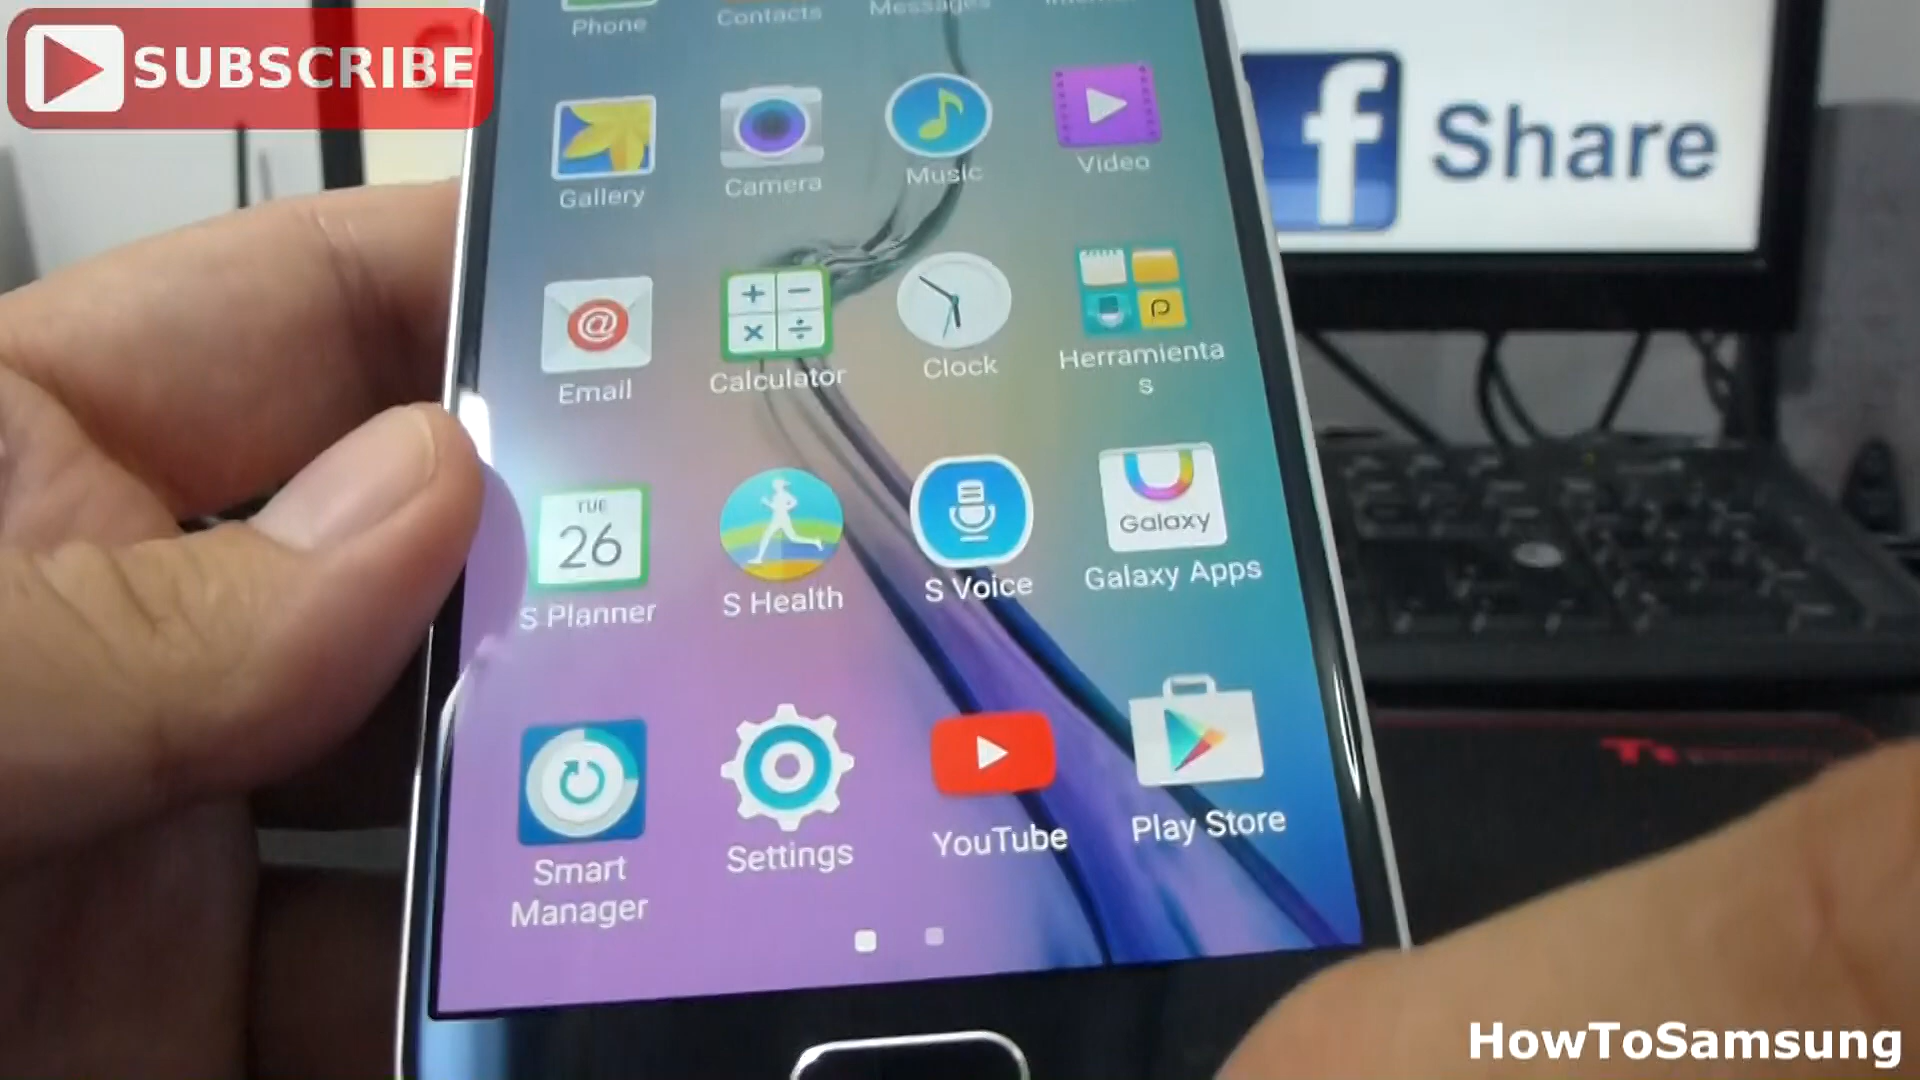 SUBSCRIBE
Phone
Contacts
Messages
f Share
Gallery
Camera
Music
Video
Email
Calculator
Clock
Herramienta
s
TUE
26
Galaxy
S Planner
S Health
S Voice
Galaxy Apps
Smart
Manager
Settings
YouTube
Play Store
HowToSamsung